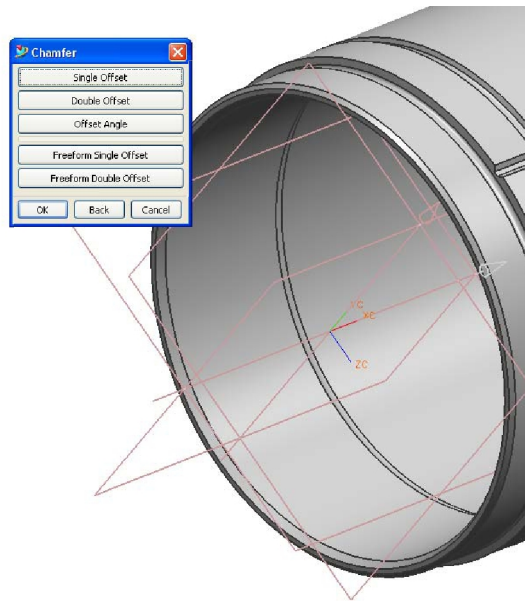 Chamfer
Single Offset
Double Offset
Offset Angle
Freeform Single Offset
Freeform Double Offset
OK Back Cancel
YC
XC
ZC